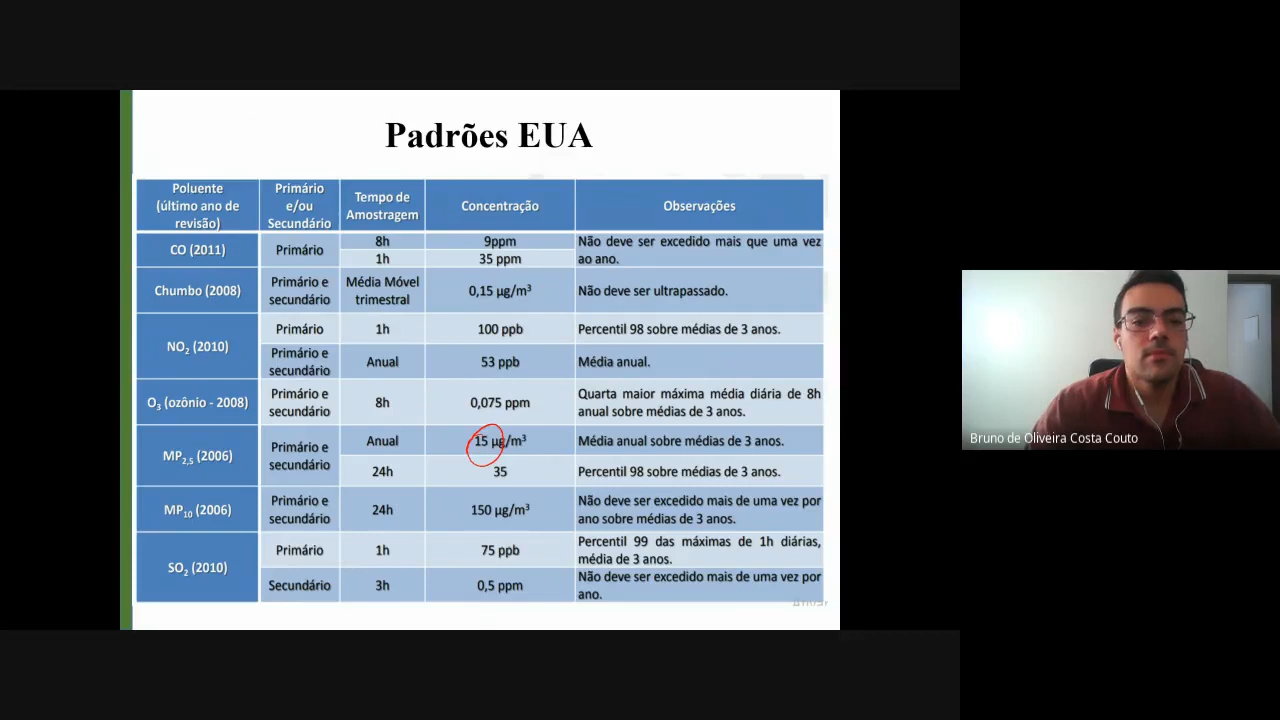 Padrões EUA
Poluente
(último ano de
revisão)
Primário
e/ou
Secundário
Tempo de
Amostragem
Concentração
Observações
CO (2011)
Primário
8h
9ppm
Não deve ser excedido mais que uma vez
ao ano.
1h
35 ppm
Chumbo (2008)
Primário e
secundário
Média Móvel
trimestral
0,15 µg/m³
Não deve ser ultrapassado.
NO₂ (2010)
Primário
1h
100 ppb
Percentil 98 sobre médias de 3 anos.
Primário e
secundário
Anual
53 ppb
Média anual.
O₃ (ozônio - 2008)
Primário e
secundário
8h
0,075 ppm
Quarta maior máxima média diária de 8h
anual sobre médias de 3 anos.
MP₂,₅ (2006)
Primário e
secundário
Anual
15 µg/m³
Média anual sobre médias de 3 anos.
24h
35
Percentil 98 sobre médias de 3 anos.
MP₁₀ (2006)
Primário e
secundário
24h
150 µg/m³
Não deve ser excedido mais de uma vez por
ano sobre médias de 3 anos.
SO₂ (2010)
Primário
1h
75 ppb
Percentil 99 das máximas de 1h diárias,
média de 3 anos.
Secundário
3h
0,5 ppm
Não deve ser excedido mais de uma vez por
ano.
Bruno de Oliveira Costa Couto